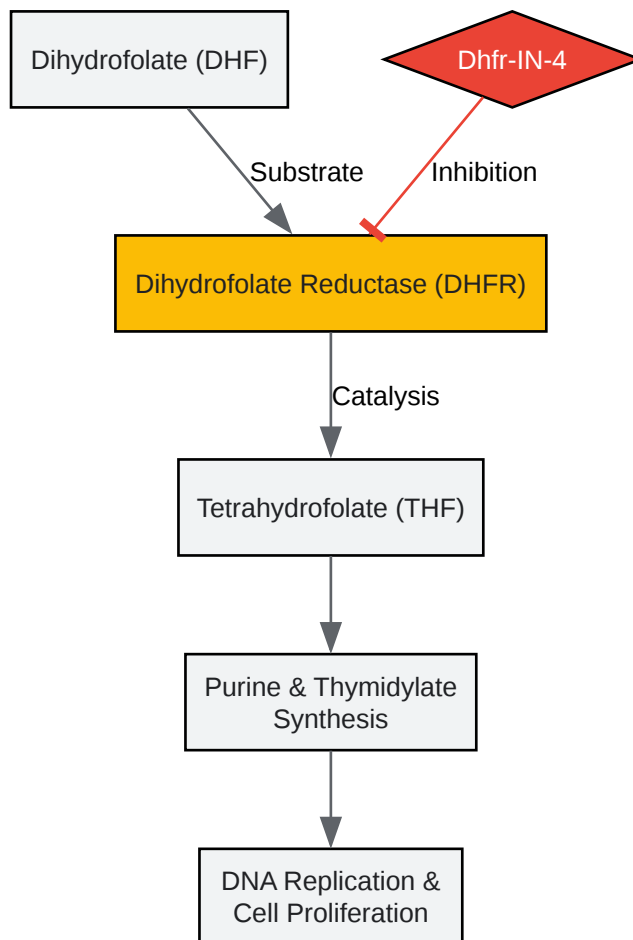 Dihydrofolate (DHF)
Dhfr-IN-4
Substrate
Inhibition
Dihydrofolate Reductase (DHFR)
Catalysis
Tetrahydrofolate (THF)
Purine & Thymidylate
Synthesis
DNA Replication &
Cell Proliferation